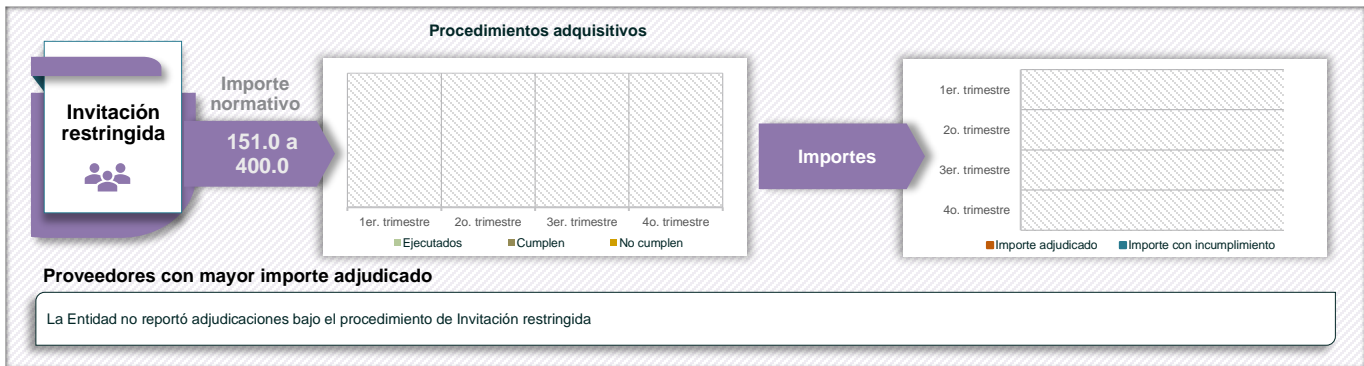 Procedimientos adquisitivos
Invitación
restringida
Importe
normativo
151.0 a
400.0
1er. trimestre
2o. trimestre
3er. trimestre
4o. trimestre
Ejecutados
Cumplen
No cumplen
Importes
1er. trimestre
2o. trimestre
3er. trimestre
4o. trimestre
Importe adjudicado
Importe con incumplimiento
Proveedores con mayor importe adjudicado
La Entidad no reportó adjudicaciones bajo el procedimiento de Invitación restringida